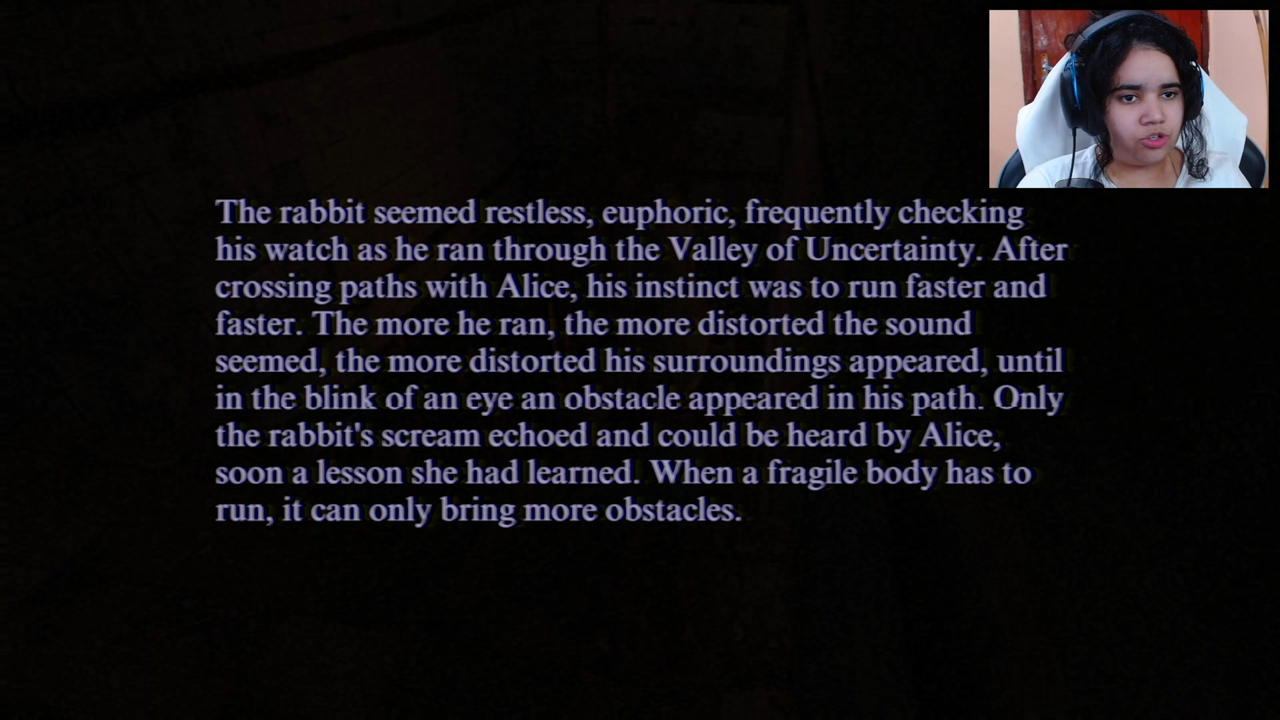 The rabbit seemed restless, euphoric, frequently checking
his watch as he ran through the Valley of Uncertainty. After
crossing paths with Alice, his instinct was to run faster and
faster. The more he ran, the more distorted the sound
seemed, the more distorted his surroundings appeared, until
in the blink of an eye an obstacle appeared in his path. Only
the rabbit's scream echoed and could be heard by Alice,
soon a lesson she had learned. When a fragile body has to
run, it can only bring more obstacles.